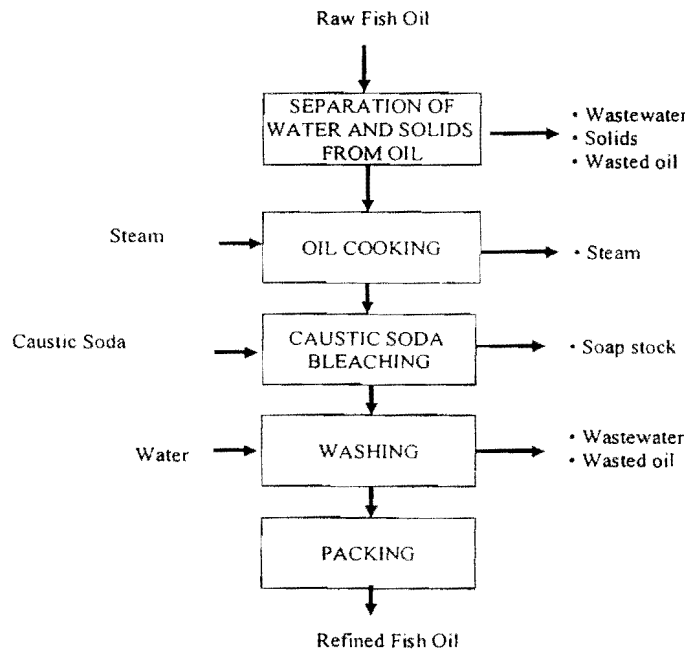 Raw Fish Oil
SEPARATION OF
WATER AND SOLIDS
FROM OIL
• Wastewater
• Solids
• Wasted oil
Steam
OIL COOKING
• Steam
Caustic Soda
CAUSTIC SODA
BLEACHING
• Soap stock
Water
WASHING
• Wastewater
• Wasted oil
PACKING
Refined Fish Oil